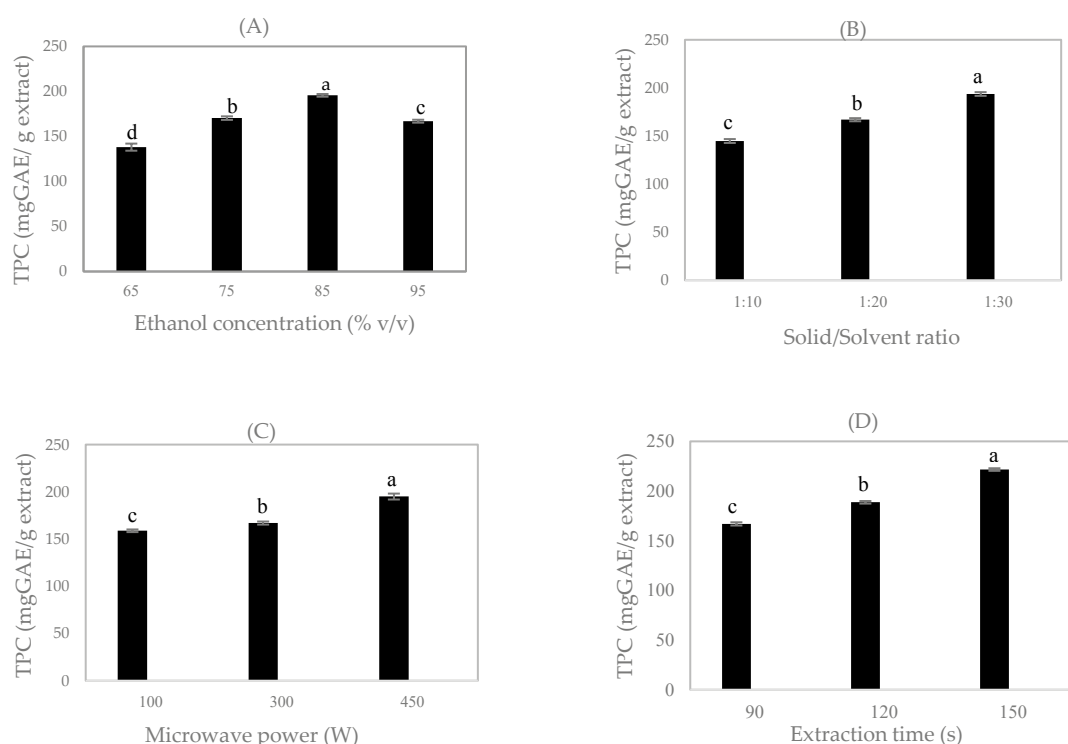 (A)
250
200
150
100
50
0
TPC (mgGAE/ g extract)
d
b
a
c
65 75 85 95
Ethanol concentration (% v/v)
(B)
250
200
150
100
50
0
TPC (mgGAE/g extract)
c
b
a
1:10 1:20 1:30
Solid/Solvent ratio
(C)
250
200
150
100
50
0
TPC (mgGAE/g extract)
c
b
a
100 300 450
Microwave power (W)
(D)
250
200
150
100
50
0
TPC (mgGAE/g extract)
c
b
a
90 120 150
Extraction time (s)